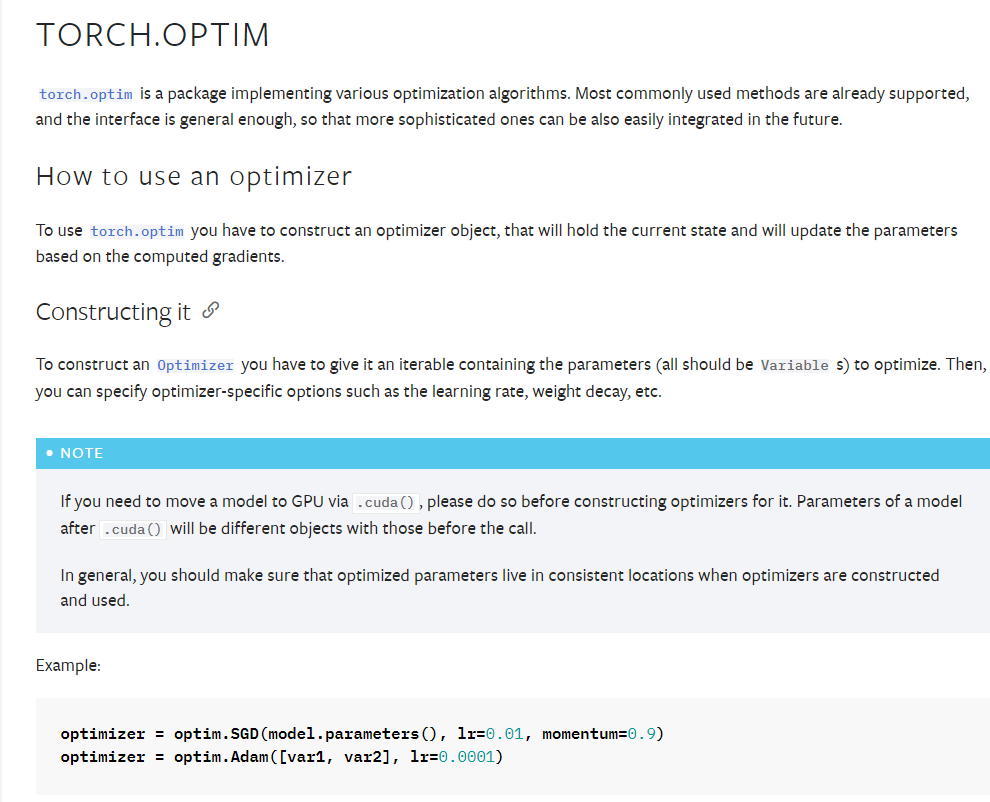 TORCH.OPTIM
torch.optim is a package implementing various optimization algorithms. Most commonly used methods are already supported,
and the interface is general enough, so that more sophisticated ones can be also easily integrated in the future.
How to use an optimizer
To use torch.optim you have to construct an optimizer object, that will hold the current state and will update the parameters
based on the computed gradients.
Constructing it
To construct an Optimizer you have to give it an iterable containing the parameters (all should be Variable s) to optimize. Then,
you can specify optimizer-specific options such as the learning rate, weight decay, etc.
• NOTE
If you need to move a model to GPU via .cuda() , please do so before constructing optimizers for it. Parameters of a model
after .cuda() will be different objects with those before the call.
In general, you should make sure that optimized parameters live in consistent locations when optimizers are constructed
and used.
Example:
optimizer = optim.SGD(model.parameters(), lr=0.01, momentum=0.9)
optimizer = optim.Adam([var1, var2], lr=0.0001)